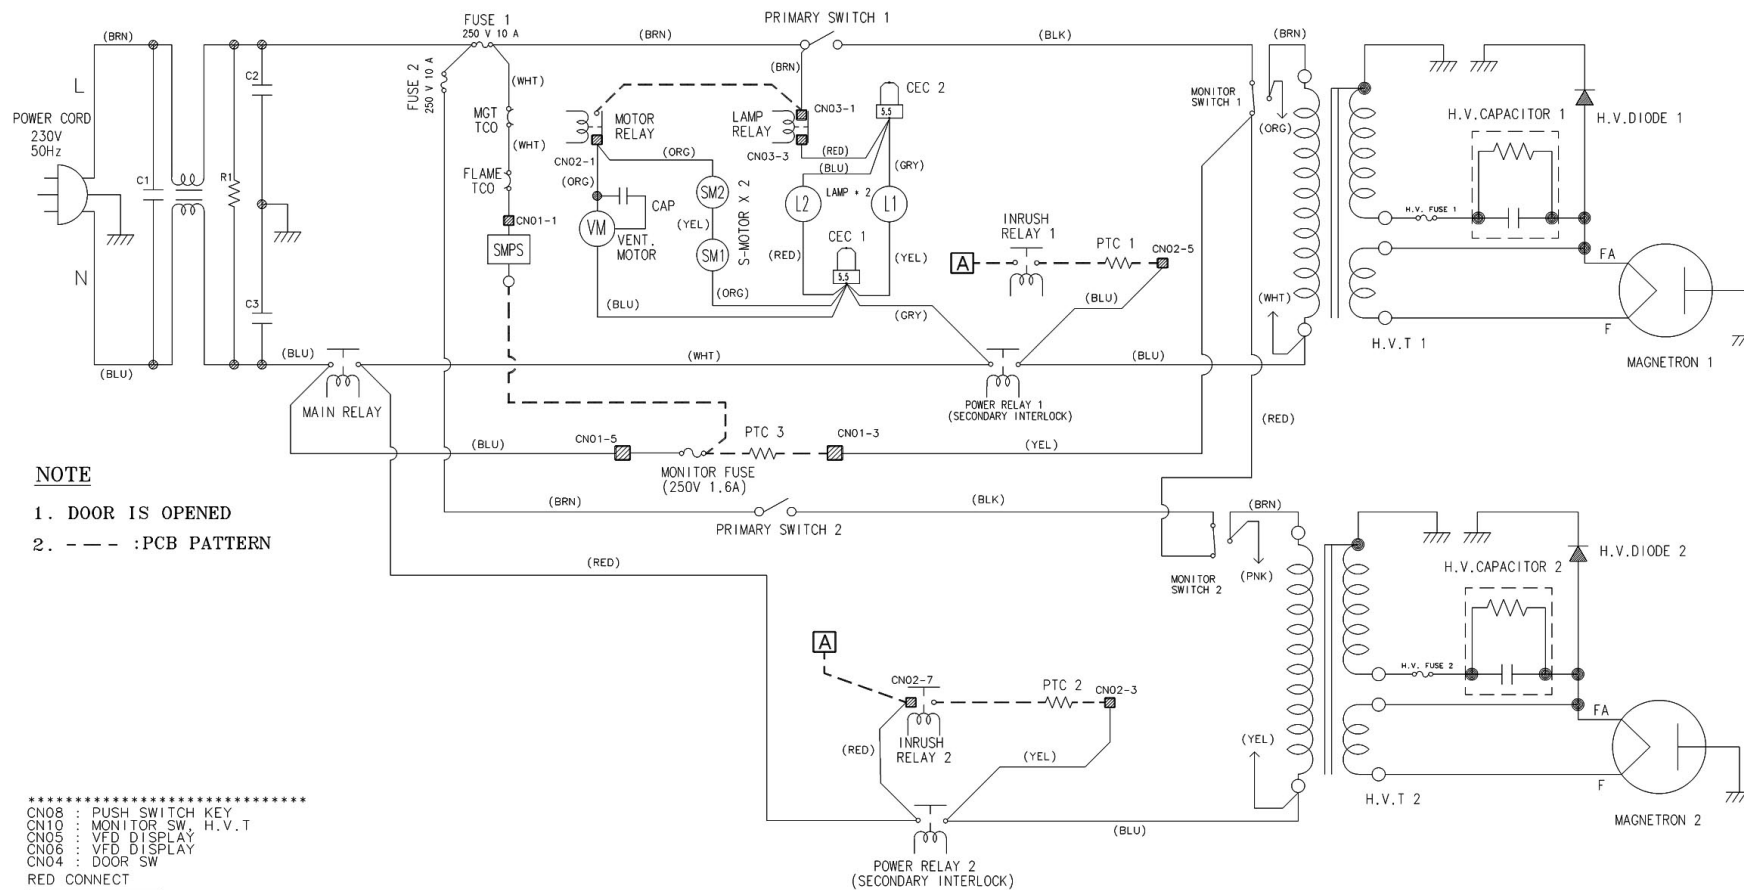 FUSE 1
250 V 10 A
PRIMARY SWITCH 1
(BRN)
(BRN)
(BLK)
(BRN)
L
POWER CORD
230V
50Hz
N
(BLU)
C1
R1
C2
C3
FUSE 2
250 V 10 A
(WHT)
MGT
TCO
(WHT)
FLAME
TCO
CN01-1
SMPS
MOTOR
RELAY
CN02-1
(ORG)
(ORG)
CAP
VM
VENT.
MOTOR
SM2
(YEL)
SM1
S-MOTOR X 2
(ORG)
(BLU)
(BRN)
CN03-1
LAMP
RELAY
CN03-3
CEC 2
5.5
(RED)
(BLU)
(GRY)
L2
LAMP * 2
L1
CEC 1
5.5
(RED)
(YEL)
(GRY)
INRUSH
RELAY 1
A
PTC 1
CN02-5
(BLU)
MONITOR
SWITCH 1
(ORG)
(WHT)
H.V.CAPACITOR 1
H.V.DIODE 1
H.V. FUSE 1
FA
F
H.V.T 1
MAGNETRON 1
(BLU)
MAIN RELAY
(WHT)
POWER RELAY 1
(SECONDARY INTERLOCK)
(BLU)
(RED)
(BLU)
CN01-5
PTC 3
CN01-3
(YEL)
MONITOR FUSE
(250V 1.6A)
NOTE
1. DOOR IS OPENED
2. - — - :PCB PATTERN
(BRN)
PRIMARY SWITCH 2
(BLK)
(BRN)
(RED)
MONITOR
SWITCH 2
(PNK)
H.V.CAPACITOR 2
H.V.DIODE 2
H.V. FUSE 2
A
CN02-7
PTC 2
CN02-3
INRUSH
RELAY 2
(RED)
(YEL)
(YEL)
FA
F
H.V.T 2
MAGNETRON 2
(BLU)
POWER RELAY 2
(SECONDARY INTERLOCK)
******************************
CN08 : PUSH SWITCH KEY
CN10 : MONITOR SW, H.V.T
CN05 : VFD DISPLAY
CN06 : VFD DISPLAY
CN04 : DOOR SW
RED CONNECT